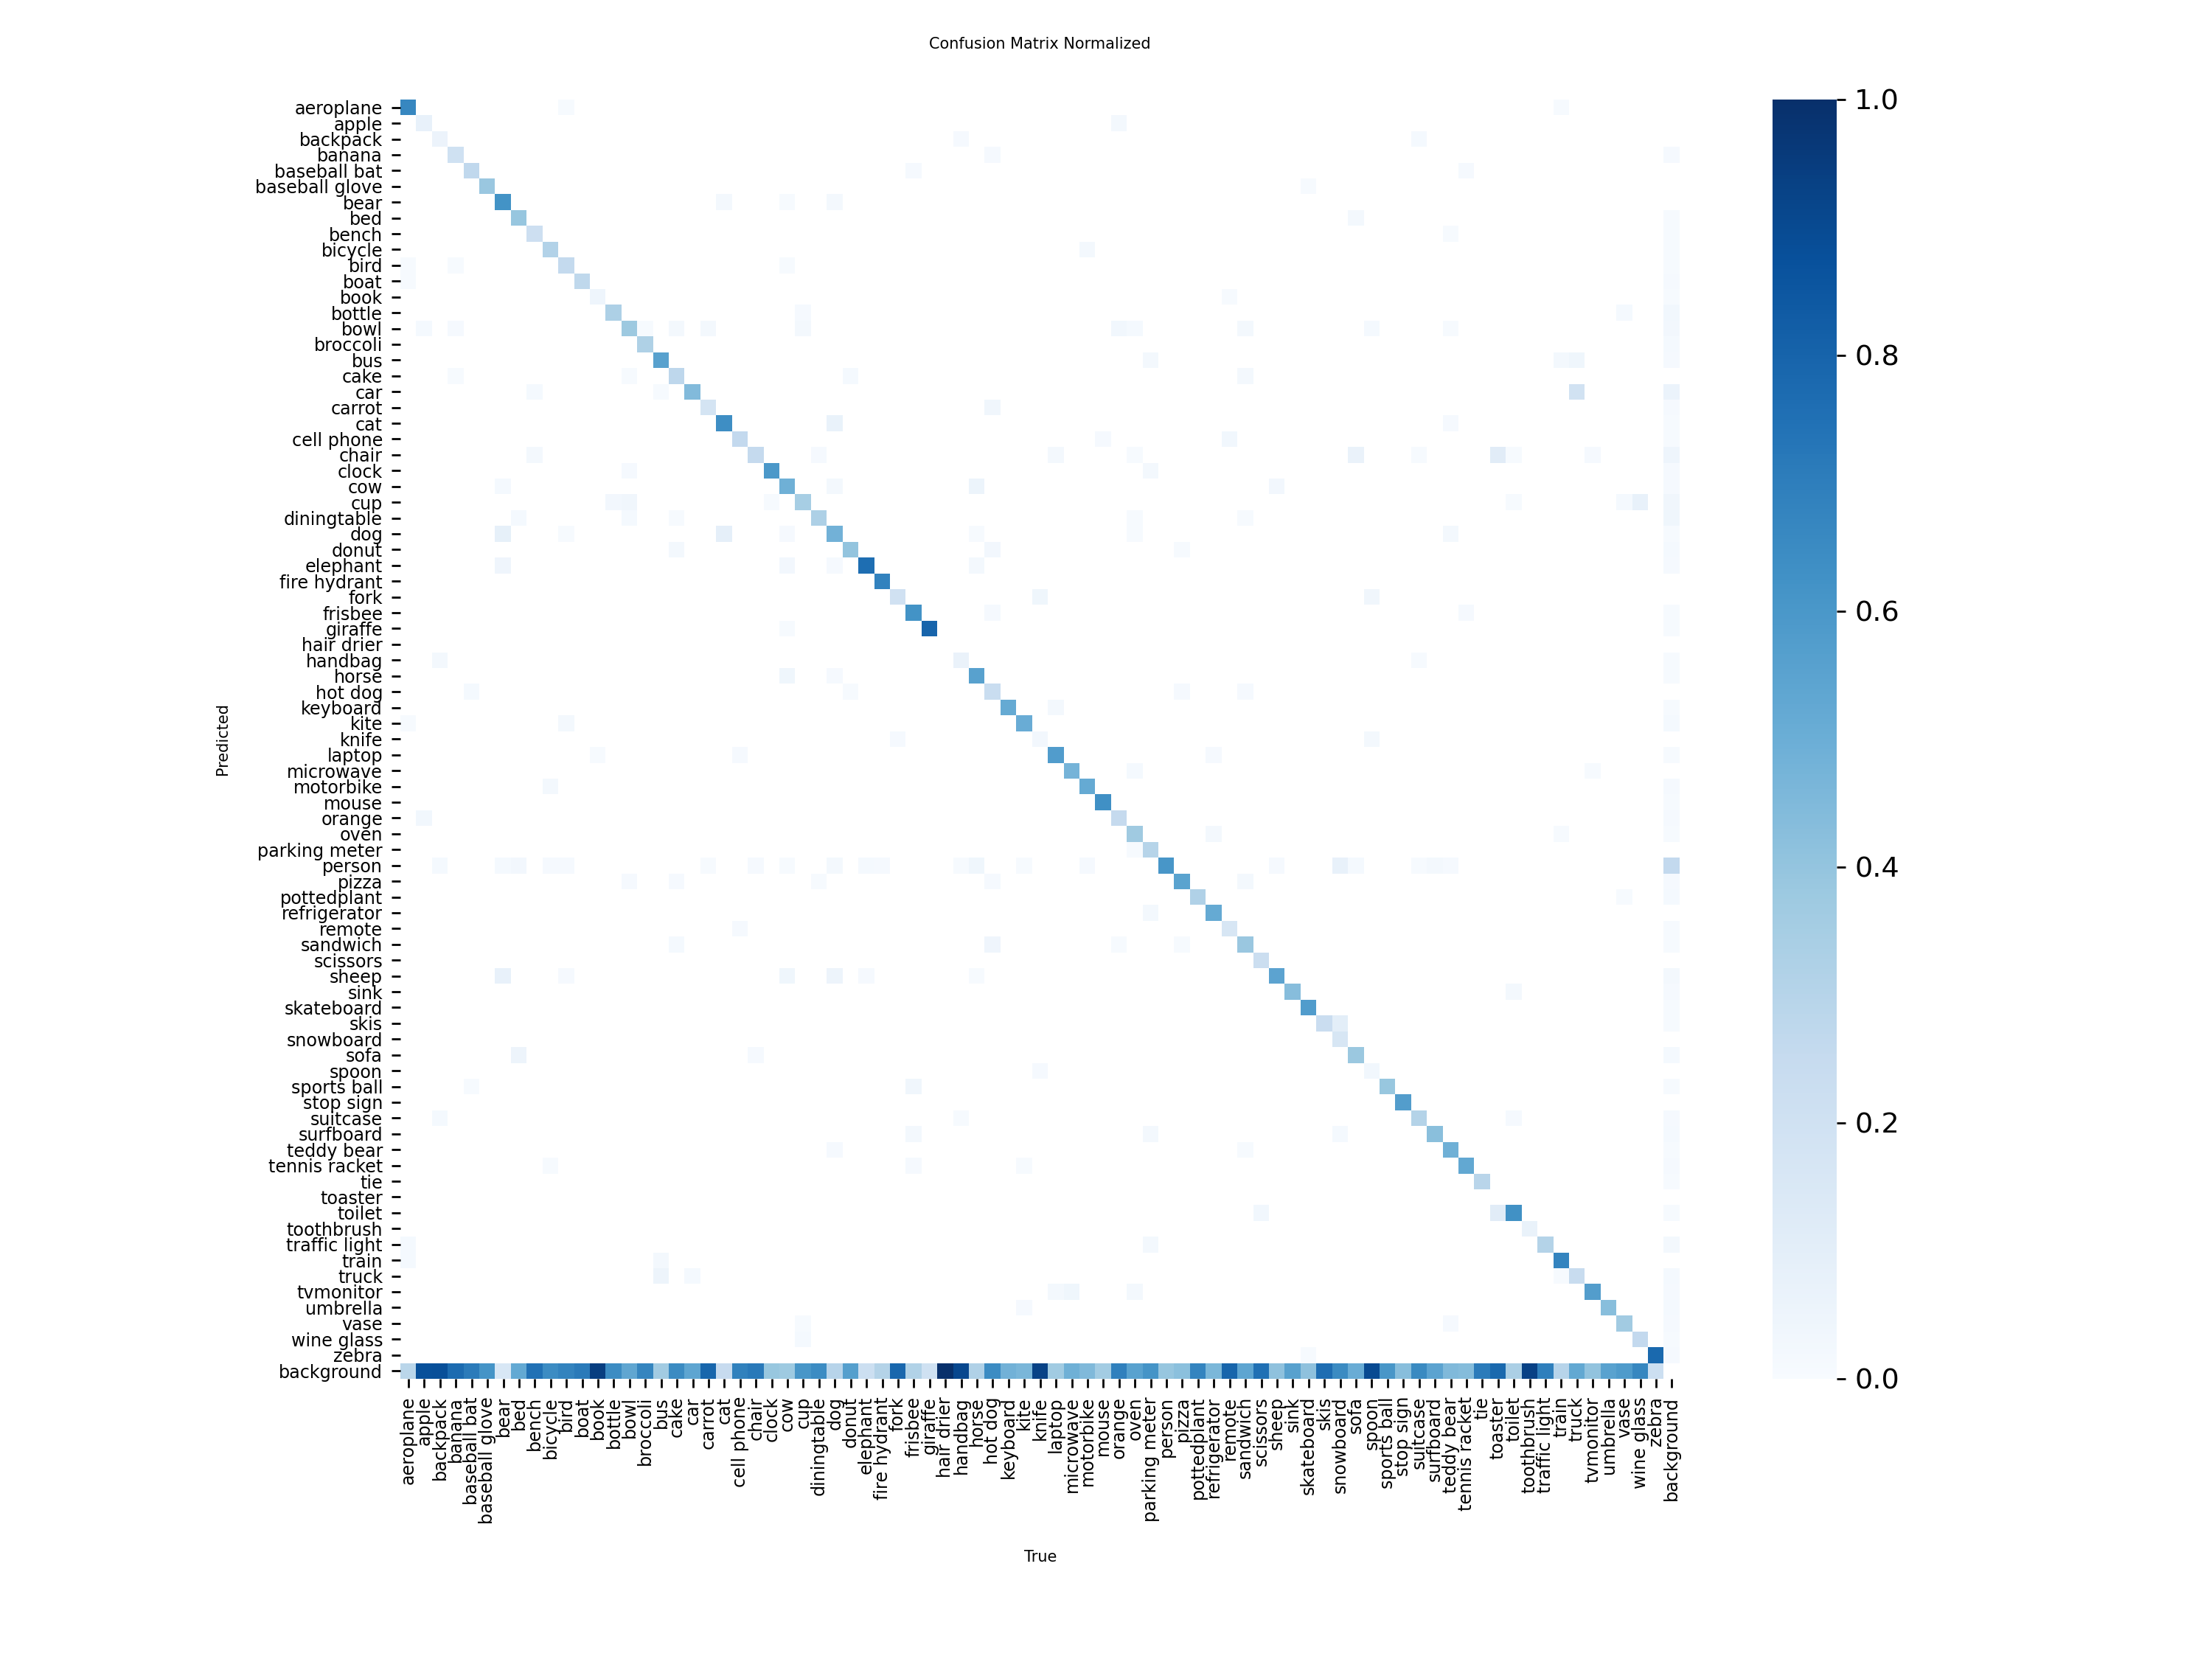 Confusion Matrix Normalized
aeroplane
apple
backpack
banana
baseball bat
baseball glove
bear
bed
bench
bicycle
bird
boat
book
bottle
bowl
broccoli
bus
cake
car
carrot
cat
cell phone
chair
clock
cow
cup
diningtable
dog
donut
elephant
fire hydrant
fork
frisbee
giraffe
hair drier
handbag
horse
hot dog
keyboard
kite
knife
laptop
microwave
motorbike
mouse
orange
oven
parking meter
person
pizza
pottedplant
refrigerator
remote
sandwich
scissors
sheep
sink
skateboard
skis
snowboard
sofa
spoon
sports ball
stop sign
suitcase
surfboard
teddy bear
tennis racket
tie
toaster
toilet
toothbrush
traffic light
train
truck
tvmonitor
umbrella
vase
wine glass
zebra
background
Predicted
aeroplane
apple
backpack
banana
baseball bat
baseball glove
bear
bed
bench
bicycle
bird
boat
book
bottle
bowl
broccoli
bus
cake
car
carrot
cat
cell phone
chair
clock
cow
cup
diningtable
dog
donut
elephant
fire hydrant
fork
frisbee
giraffe
hair drier
handbag
horse
hot dog
keyboard
kite
knife
laptop
microwave
motorbike
mouse
orange
oven
parking meter
person
pizza
pottedplant
refrigerator
remote
sandwich
scissors
sheep
sink
skateboard
skis
snowboard
sofa
spoon
sports ball
stop sign
suitcase
surfboard
teddy bear
tennis racket
tie
toaster
toilet
toothbrush
traffic light
train
truck
tvmonitor
umbrella
vase
wine glass
zebra
background
True
1.0
0.8
0.6
0.4
0.2
0.0